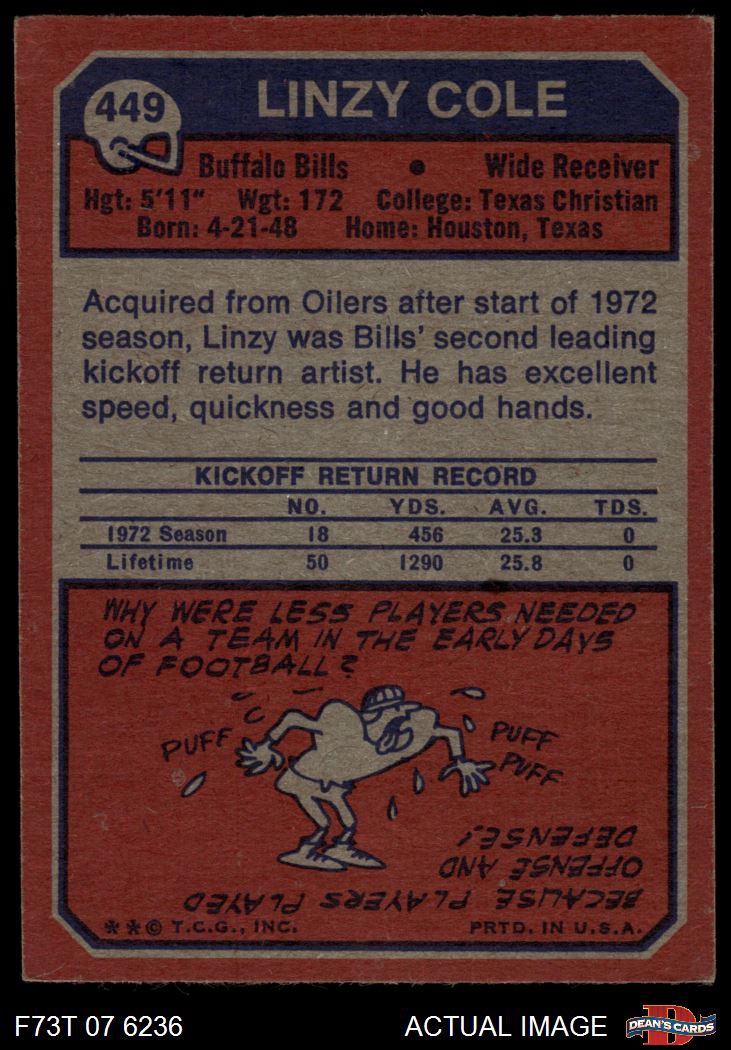 449
LINZY COLE
Buffalo Bills • Wide Receiver
Hgt: 5'11" Wgt: 172 College: Texas Christian
Born: 4-21-48 Home: Houston, Texas
Acquired from Oilers after start of 1972
season, Linzy was Bills' second leading
kickoff return artist. He has excellent
speed, quickness and good hands.
KICKOFF RETURN RECORD
NO. YDS. AVG. TDS.
1972 Season 18 456 25.3 0
Lifetime 50 1290 25.8 0
WHY WERE LESS PLAYERS NEEDED
ON A TEAM IN THE EARLY DAYS
OF FOOTBALL?
PUFF
PUFF
PUFF
BECAUSE PLAYERS PLAYED
OFFENSE AND
DEFENSE!
**© T.C.G., INC. PRTD. IN U.S.A.
F73T 07 6236 ACTUAL IMAGE
D
DEAN'S CARDS